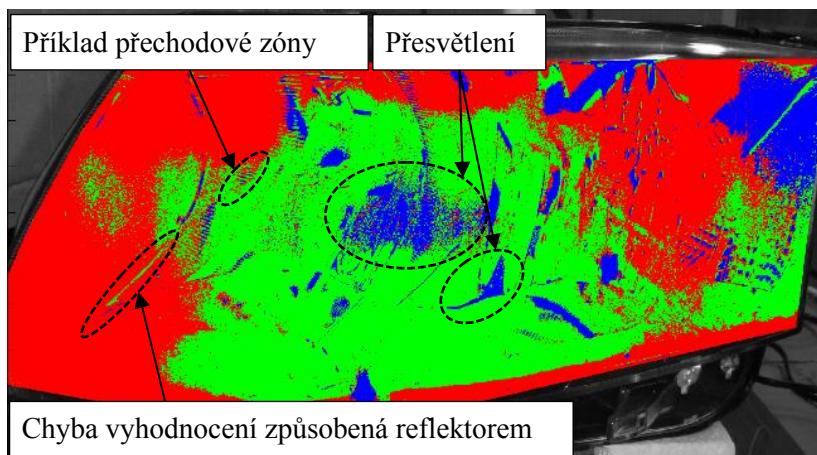 Příklad přechodové zóny
Přesvětlení
Chyba vyhodnocení způsobená reflektorem